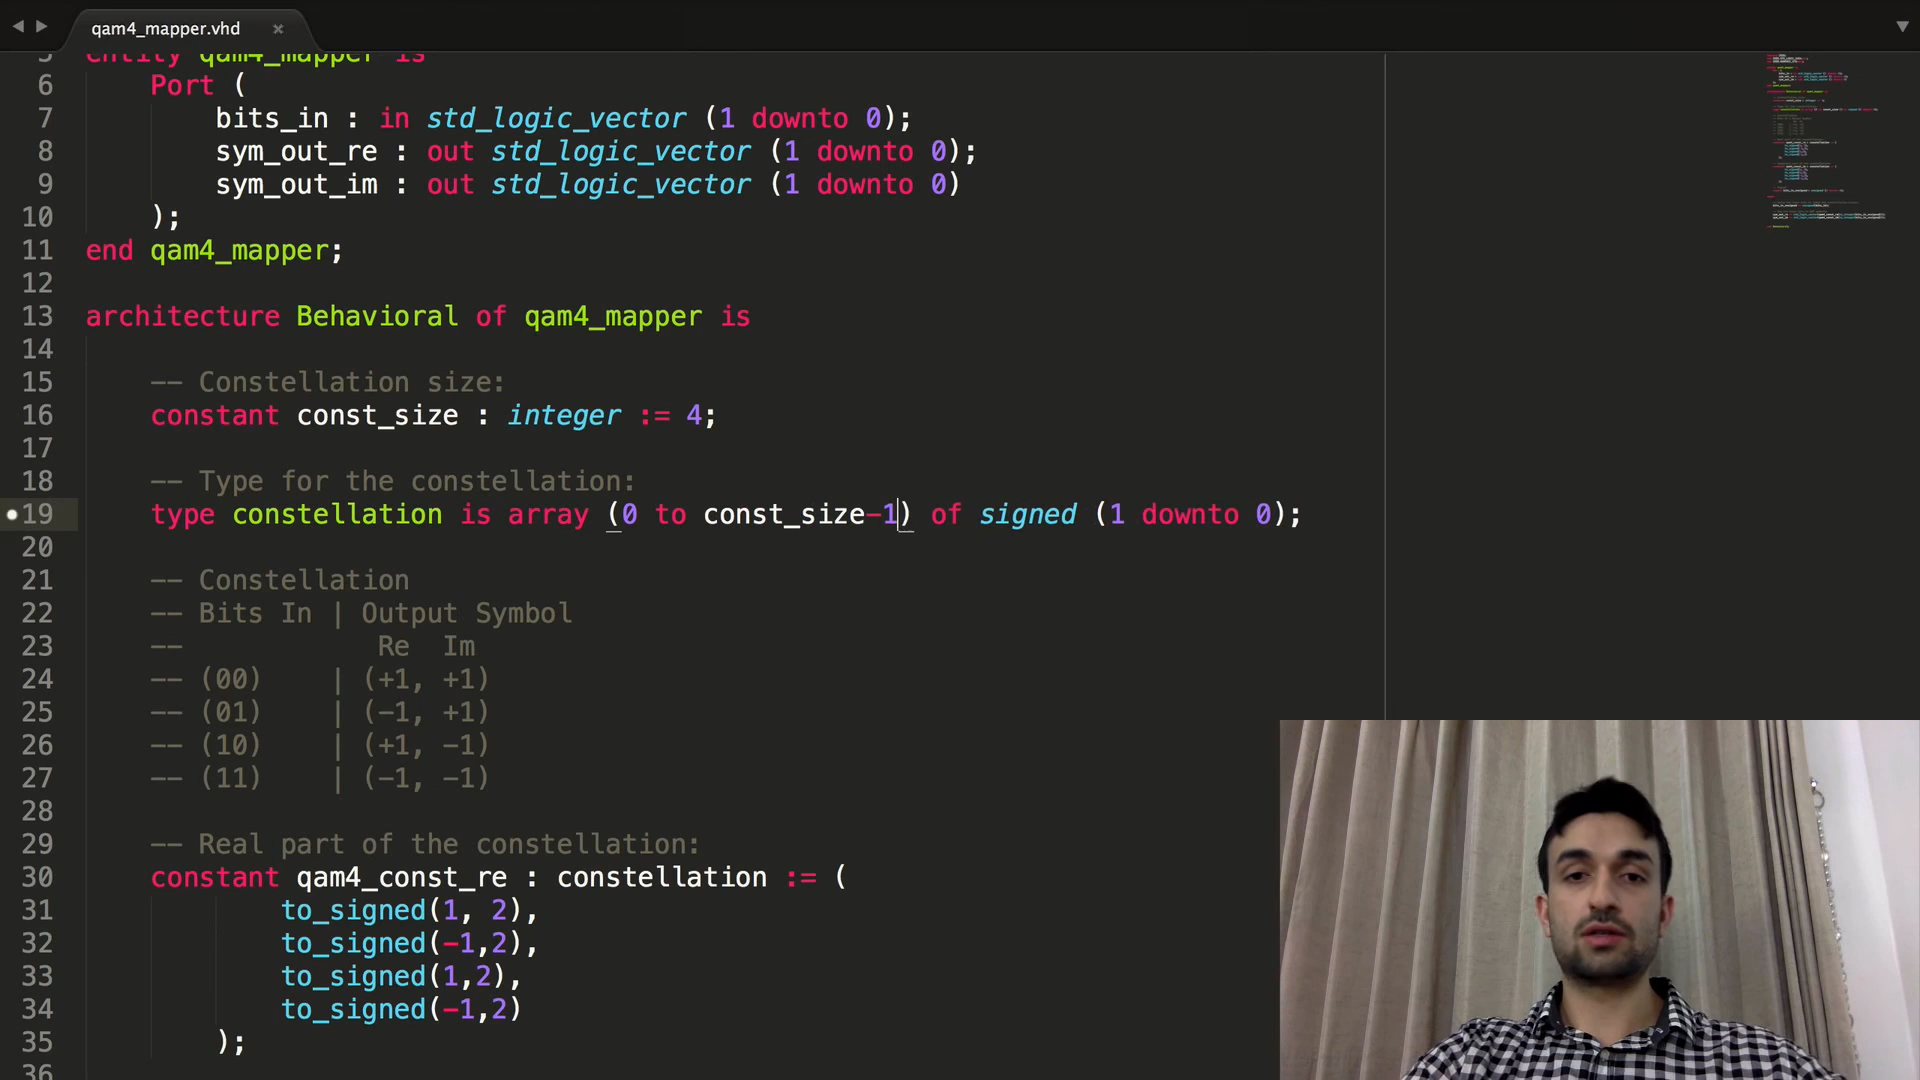 qam4_mapper.vhd
5 entity qam4_mapper is
6 Port (
7 bits_in : in std_logic_vector (1 downto 0);
8 sym_out_re : out std_logic_vector (1 downto 0);
9 sym_out_im : out std_logic_vector (1 downto 0)
10 );
11 end qam4_mapper;
12
13 architecture Behavioral of qam4_mapper is
14
15 -- Constellation size:
16 constant const_size : integer := 4;
17
18 -- Type for the constellation:
19 type constellation is array (0 to const_size-1) of signed (1 downto 0);
20
21 -- Constellation
22 -- Bits In | Output Symbol
23 -- Re Im
24 -- (00) | (+1, +1)
25 -- (01) | (-1, +1)
26 -- (10) | (+1, -1)
27 -- (11) | (-1, -1)
28
29 -- Real part of the constellation:
30 constant qam4_const_re : constellation := (
31 to_signed(1, 2),
32 to_signed(-1,2),
33 to_signed(1,2),
34 to_signed(-1,2)
35 );
36